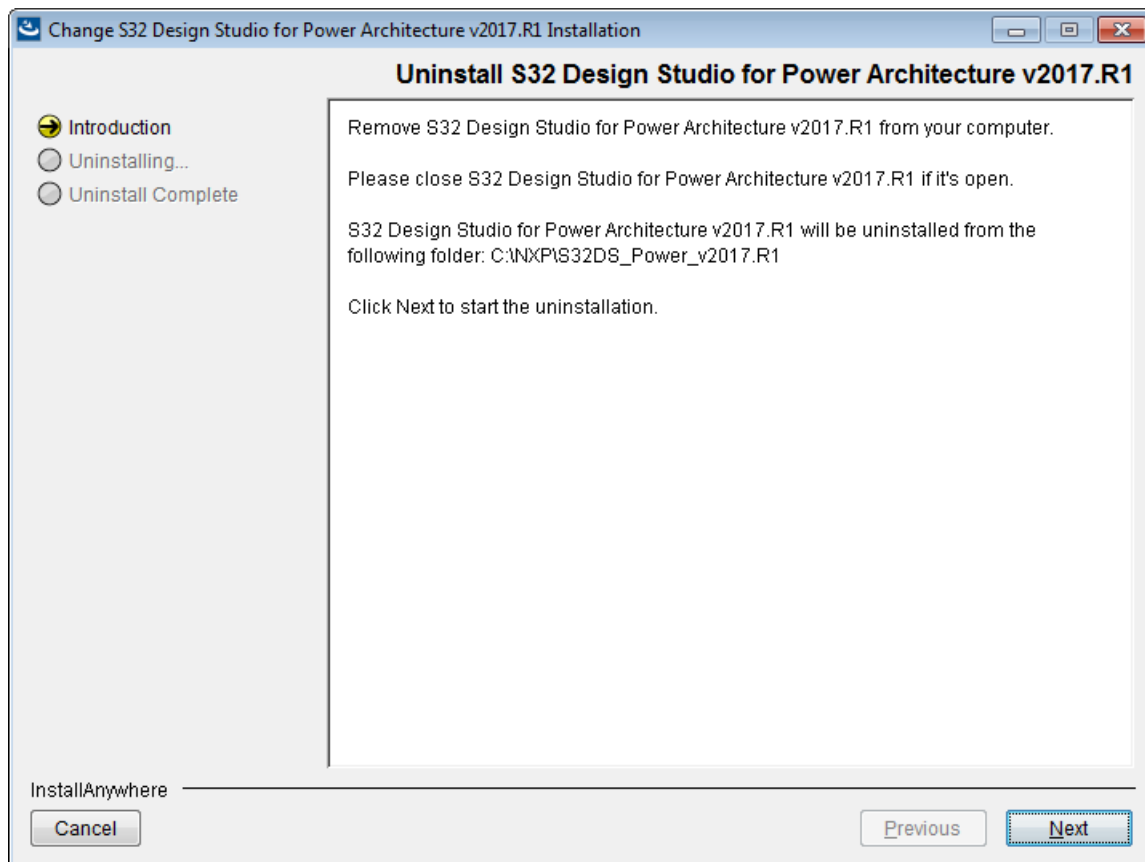 Change S32 Design Studio for Power Architecture v2017.R1 Installation
Uninstall S32 Design Studio for Power Architecture v2017.R1
Introduction
Uninstalling...
Uninstall Complete
Remove S32 Design Studio for Power Architecture v2017.R1 from your computer.
Please close S32 Design Studio for Power Architecture v2017.R1 if it's open.
S32 Design Studio for Power Architecture v2017.R1 will be uninstalled from the
following folder: C:\NXP\S32DS_Power_v2017.R1
Click Next to start the uninstallation.
InstallAnywhere
Cancel
Previous
Next